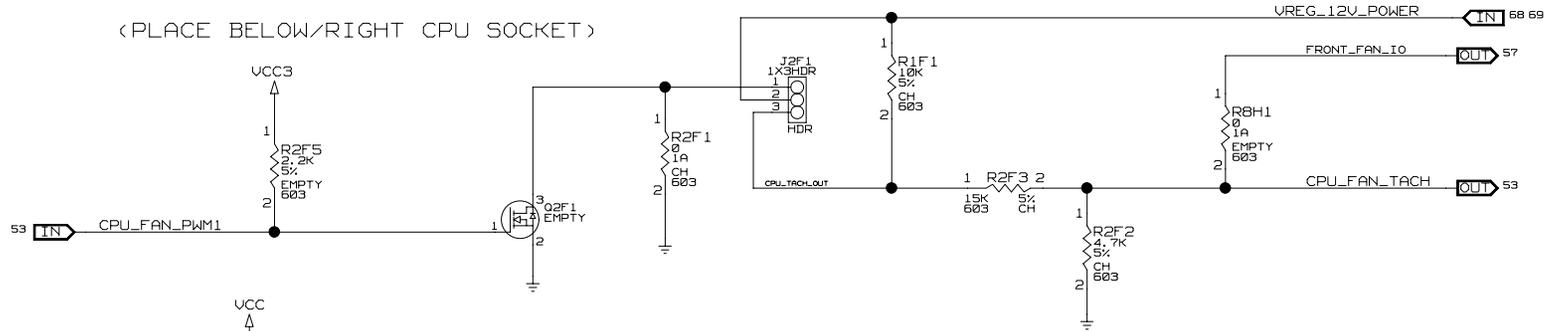 (PLACE BELOW/RIGHT CPU SOCKET)
VREG_12V_POWER
IN
68 69
FRONT_FAN_IO
OUT
57
VCC3
J2F1
1X3HDR
1
2
3
HDR
1
R1F1
10K
5%
CH
603
2
1
R2F5
2.2K
5%
EMPTY
603
2
1
R2F1
0
1A
CH
603
2
1
R8H1
0
1A
EMPTY
603
2
CPU_TACH_OUT
1 R2F3 2
15K
603
5%
CH
CPU_FAN_TACH
OUT
53
53
IN
CPU_FAN_PWM1
1
3
Q2F1
EMPTY
2
1
R2F2
4.7K
5%
CH
603
2
VCC